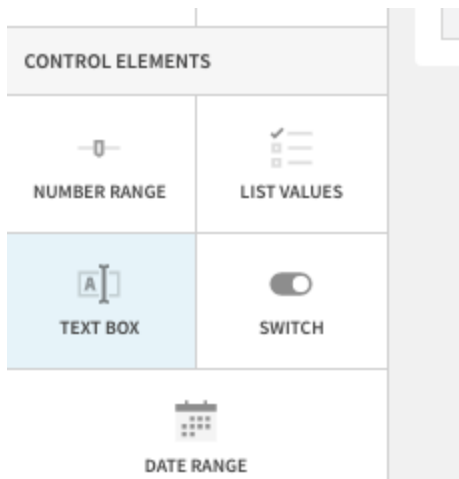 CONTROL ELEMENTS
NUMBER RANGE
LIST VALUES
A
TEXT BOX
SWITCH
DATE RANGE